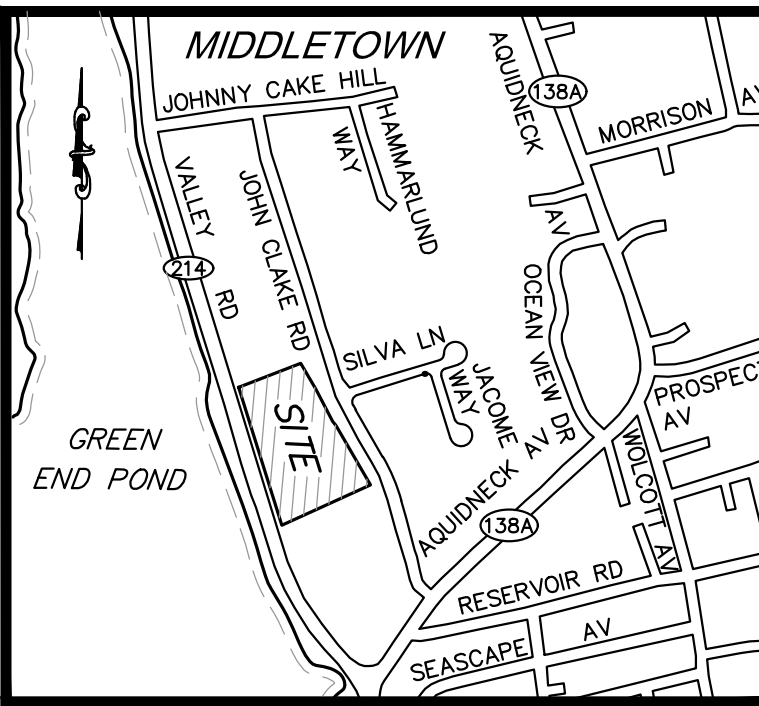 MIDDLETOWN
JOHNNY CAKE HILL
AQUIDNECK
138A
MORRISON
AV
HAMMARLUND
WAY
VALLEY
JOHN CLAKE RD
AV
214
RD
OCEAN VIEW DR
SILVA LN
JACOME
WAY
PROSPECT
AV
SITE
GREEN
END POND
WOLCOTT AV
AQUIDNECK AV
138A
RESERVOIR RD
AV
SEASCAPE